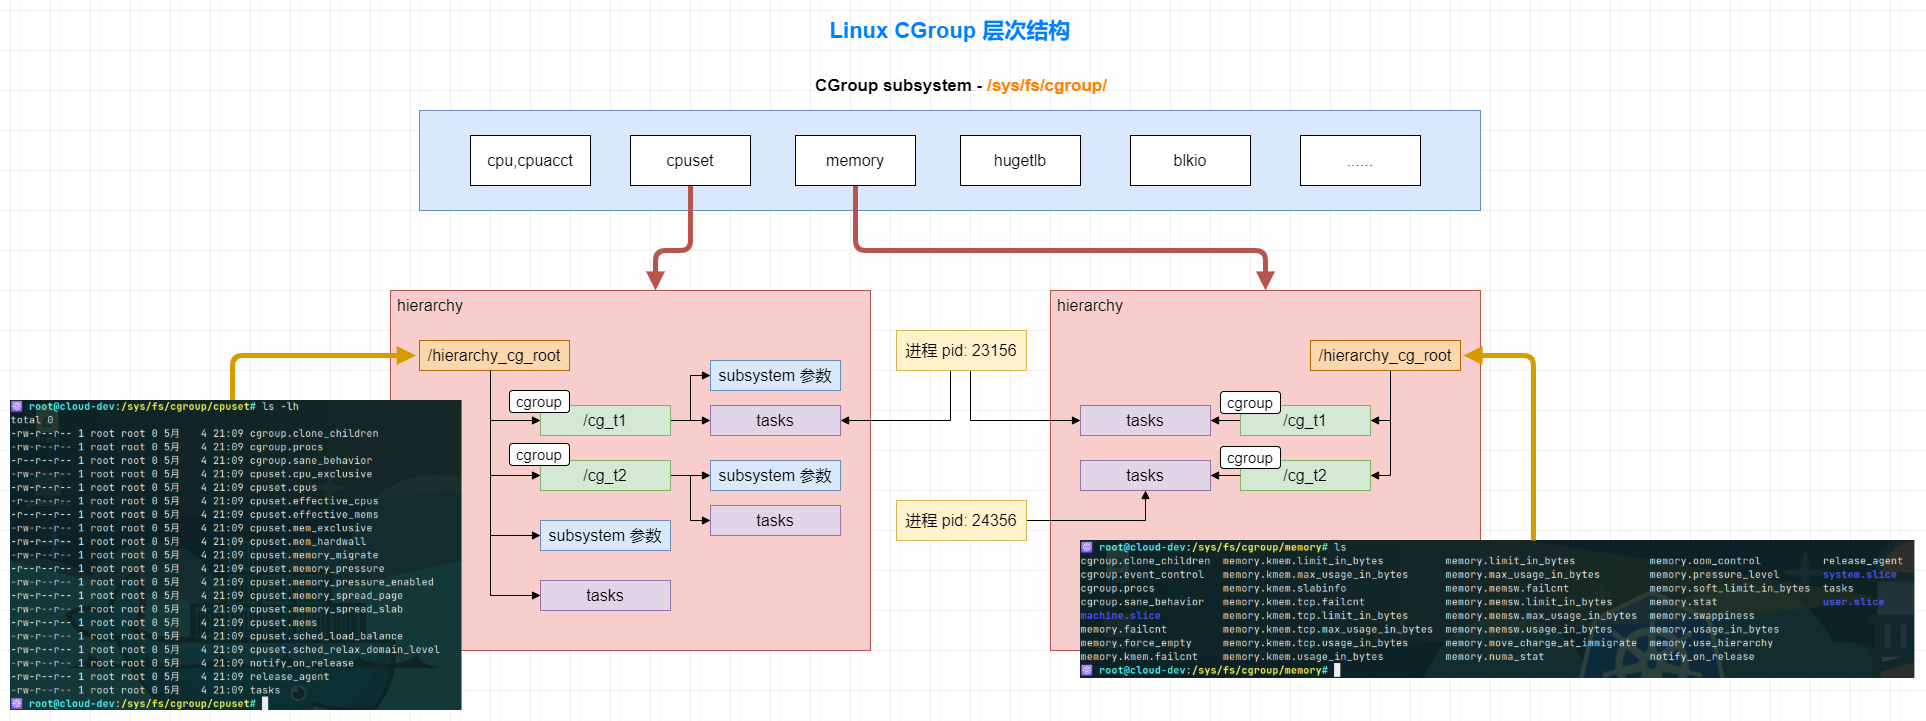 Linux CGroup 层次结构
CGroup subsystem - /sys/fs/cgroup/
cpu,cpuacct
cpuset
memory
hugetlb
blkio
......
hierarchy
/hierarchy_cg_root
cgroup
/cg_t1
subsystem 参数
tasks
cgroup
/cg_t2
subsystem 参数
tasks
subsystem 参数
tasks
进程 pid: 23156
进程 pid: 24356
hierarchy
/hierarchy_cg_root
cgroup
/cg_t1
tasks
cgroup
/cg_t2
tasks
root@cloud-dev:/sys/fs/cgroup/cpuset# ls -lh
total 0
-rw-r--r-- 1 root root 0 5月 4 21:09 cgroup.clone_children
-rw-r--r-- 1 root root 0 5月 4 21:09 cgroup.procs
-r--r--r-- 1 root root 0 5月 4 21:09 cgroup.sane_behavior
-rw-r--r-- 1 root root 0 5月 4 21:09 cpuset.cpu_exclusive
-rw-r--r-- 1 root root 0 5月 4 21:09 cpuset.cpus
-r--r--r-- 1 root root 0 5月 4 21:09 cpuset.effective_cpus
-r--r--r-- 1 root root 0 5月 4 21:09 cpuset.effective_mems
-rw-r--r-- 1 root root 0 5月 4 21:09 cpuset.mem_exclusive
-rw-r--r-- 1 root root 0 5月 4 21:09 cpuset.mem_hardwall
-rw-r--r-- 1 root root 0 5月 4 21:09 cpuset.memory_migrate
-r--r--r-- 1 root root 0 5月 4 21:09 cpuset.memory_pressure
-rw-r--r-- 1 root root 0 5月 4 21:09 cpuset.memory_pressure_enabled
-rw-r--r-- 1 root root 0 5月 4 21:09 cpuset.memory_spread_page
-rw-r--r-- 1 root root 0 5月 4 21:09 cpuset.memory_spread_slab
-rw-r--r-- 1 root root 0 5月 4 21:09 cpuset.mems
-rw-r--r-- 1 root root 0 5月 4 21:09 cpuset.sched_load_balance
-rw-r--r-- 1 root root 0 5月 4 21:09 cpuset.sched_relax_domain_level
-rw-r--r-- 1 root root 0 5月 4 21:09 notify_on_release
-rw-r--r-- 1 root root 0 5月 4 21:09 release_agent
-rw-r--r-- 1 root root 0 5月 4 21:09 tasks
root@cloud-dev:/sys/fs/cgroup/cpuset#
root@cloud-dev:/sys/fs/cgroup/memory# ls
cgroup.clone_children memory.kmem.limit_in_bytes memory.limit_in_bytes memory.oom_control release_agent
cgroup.event_control memory.kmem.max_usage_in_bytes memory.max_usage_in_bytes memory.pressure_level system.slice
cgroup.procs memory.kmem.slabinfo memory.memsw.failcnt memory.soft_limit_in_bytes tasks
cgroup.sane_behavior memory.kmem.tcp.failcnt memory.memsw.limit_in_bytes memory.stat user.slice
machine.slice memory.kmem.tcp.limit_in_bytes memory.memsw.max_usage_in_bytes memory.swappiness
memory.failcnt memory.kmem.tcp.max_usage_in_bytes memory.memsw.usage_in_bytes memory.usage_in_bytes
memory.force_empty memory.kmem.tcp.usage_in_bytes memory.move_charge_at_immigrate memory.use_hierarchy
memory.kmem.failcnt memory.kmem.usage_in_bytes memory.numa_stat notify_on_release
root@cloud-dev:/sys/fs/cgroup/memory#